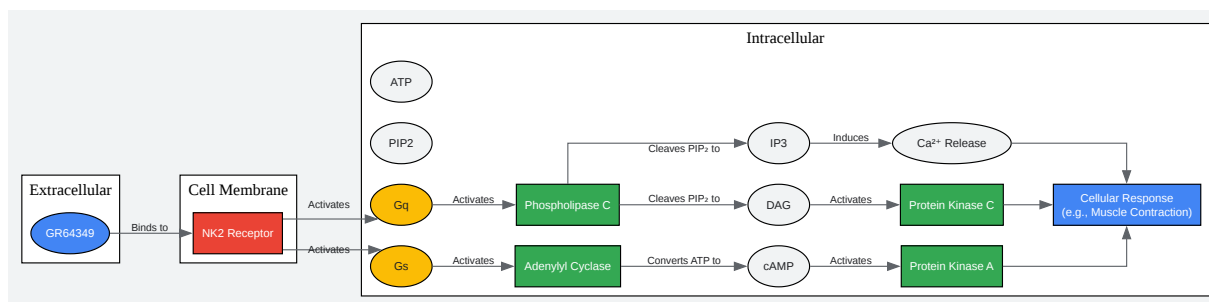 Intracellular
ATP
PIP2
IP3
Ca²⁺ Release
Cleaves PIP₂ to
Induces
Extracellular
GR64349
Binds to
Cell Membrane
NK2 Receptor
Activates
Activates
Gq
Activates
Phospholipase C
Cleaves PIP₂ to
DAG
Activates
Protein Kinase C
Cellular Response
(e.g., Muscle Contraction)
Gs
Activates
Adenylyl Cyclase
Converts ATP to
cAMP
Activates
Protein Kinase A